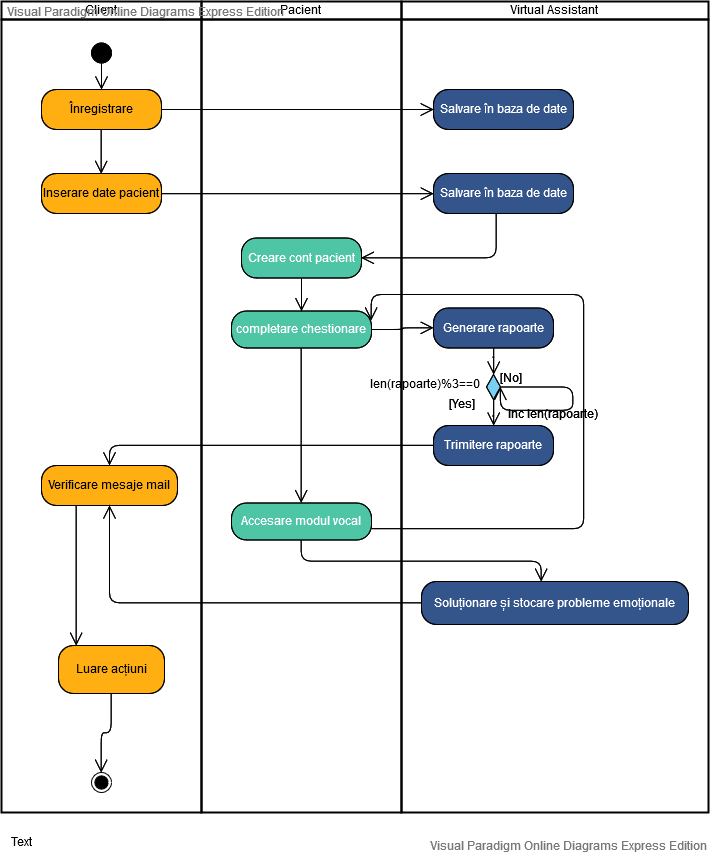 Visual Paradigm Online Diagrams Express Edition
Client
Pacient
Virtual Assistant
Înregistrare
Salvare în baza de date
Inserare date pacient
Salvare în baza de date
Creare cont pacient
completare chestionare
Generare rapoarte
len(rapoarte)%3==0
[No]
[Yes]
inc len(rapoarte)
Trimitere rapoarte
Verificare mesaje mail
Accesare modul vocal
Soluționare și stocare probleme emoționale
Luare acțiuni
Text
Visual Paradigm Online Diagrams Express Edition